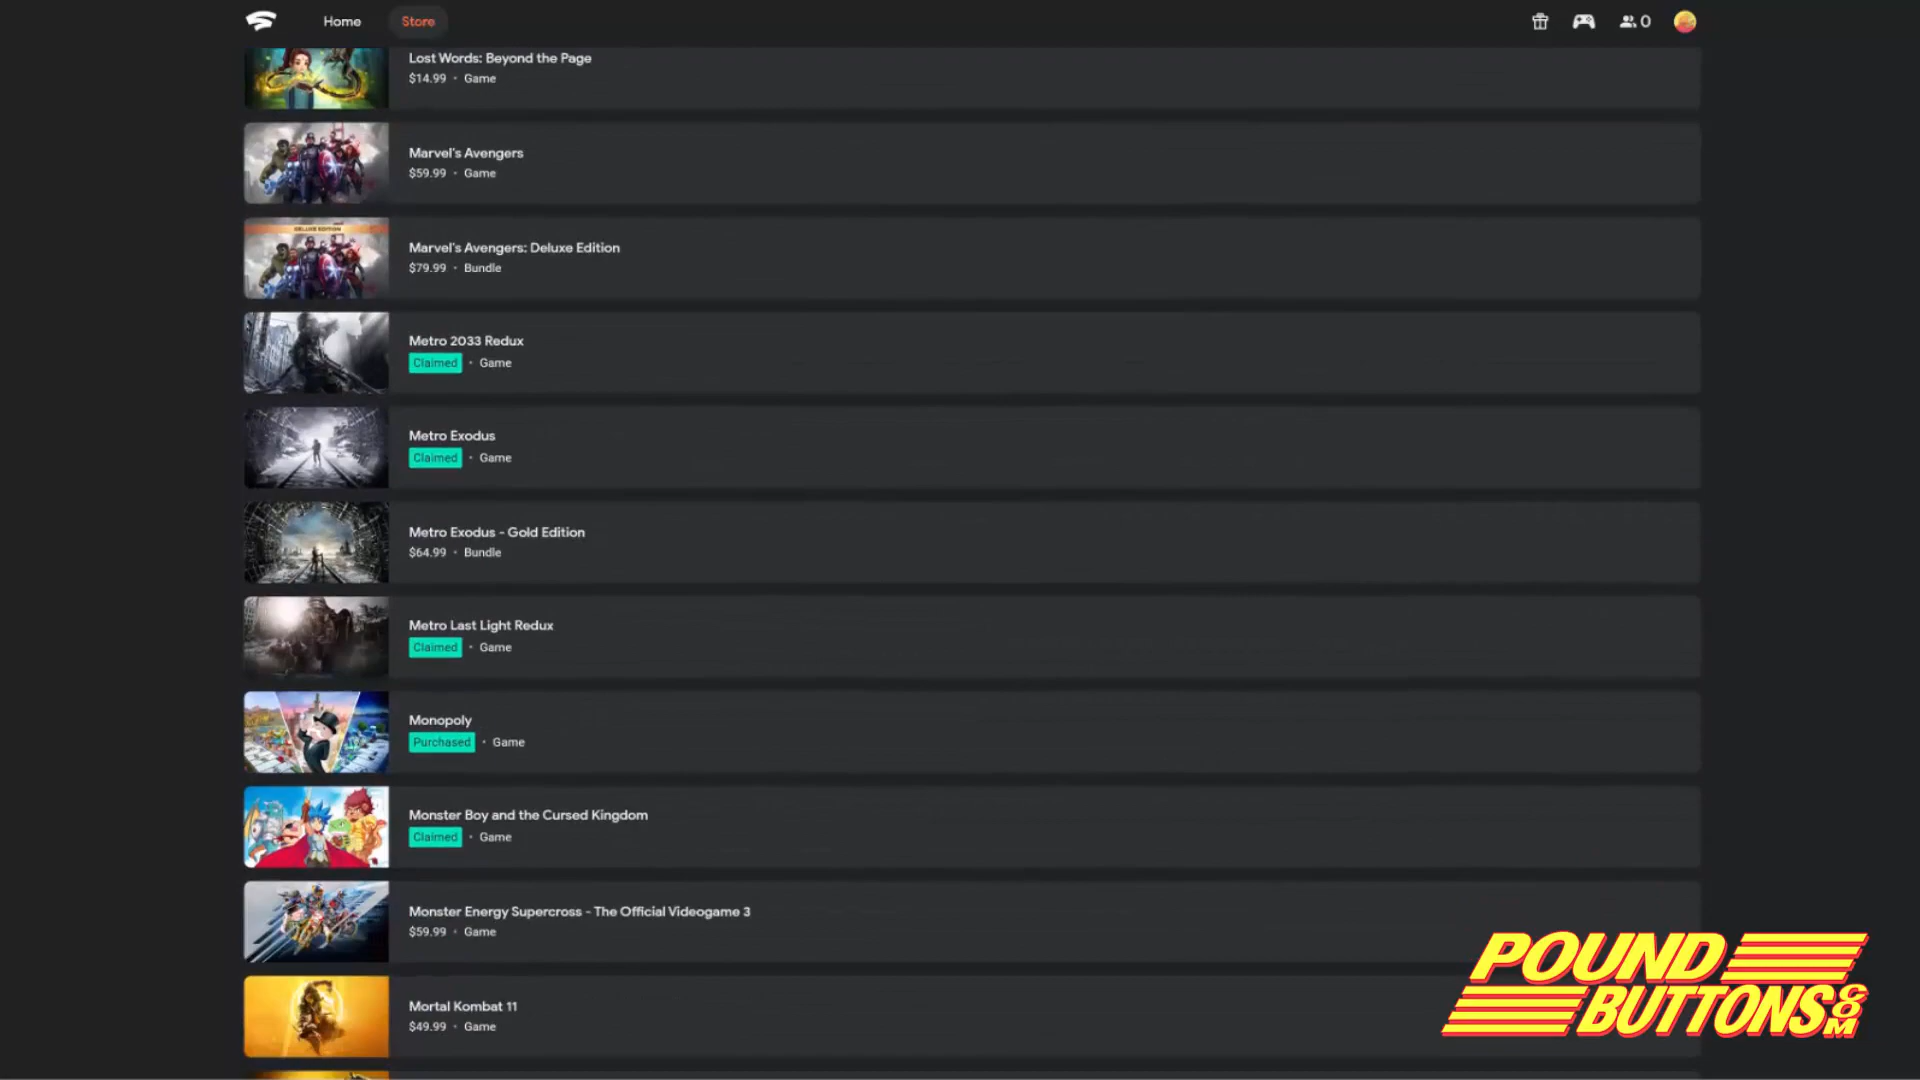 Home
Store
0
Lost Words: Beyond the Page
$14.99 • Game
Marvel's Avengers
$59.99 • Game
DELUXE EDITION
Marvel's Avengers: Deluxe Edition
$79.99 • Bundle
Metro 2033 Redux
Claimed • Game
Metro Exodus
Claimed • Game
Metro Exodus - Gold Edition
$64.99 • Bundle
Metro Last Light Redux
Claimed • Game
Monopoly
Purchased • Game
Monster Boy and the Cursed Kingdom
Claimed • Game
Monster Energy Supercross - The Official Videogame 3
$59.99 • Game
Mortal Kombat 11
$49.99 • Game
POUND
BUTTONS
COM